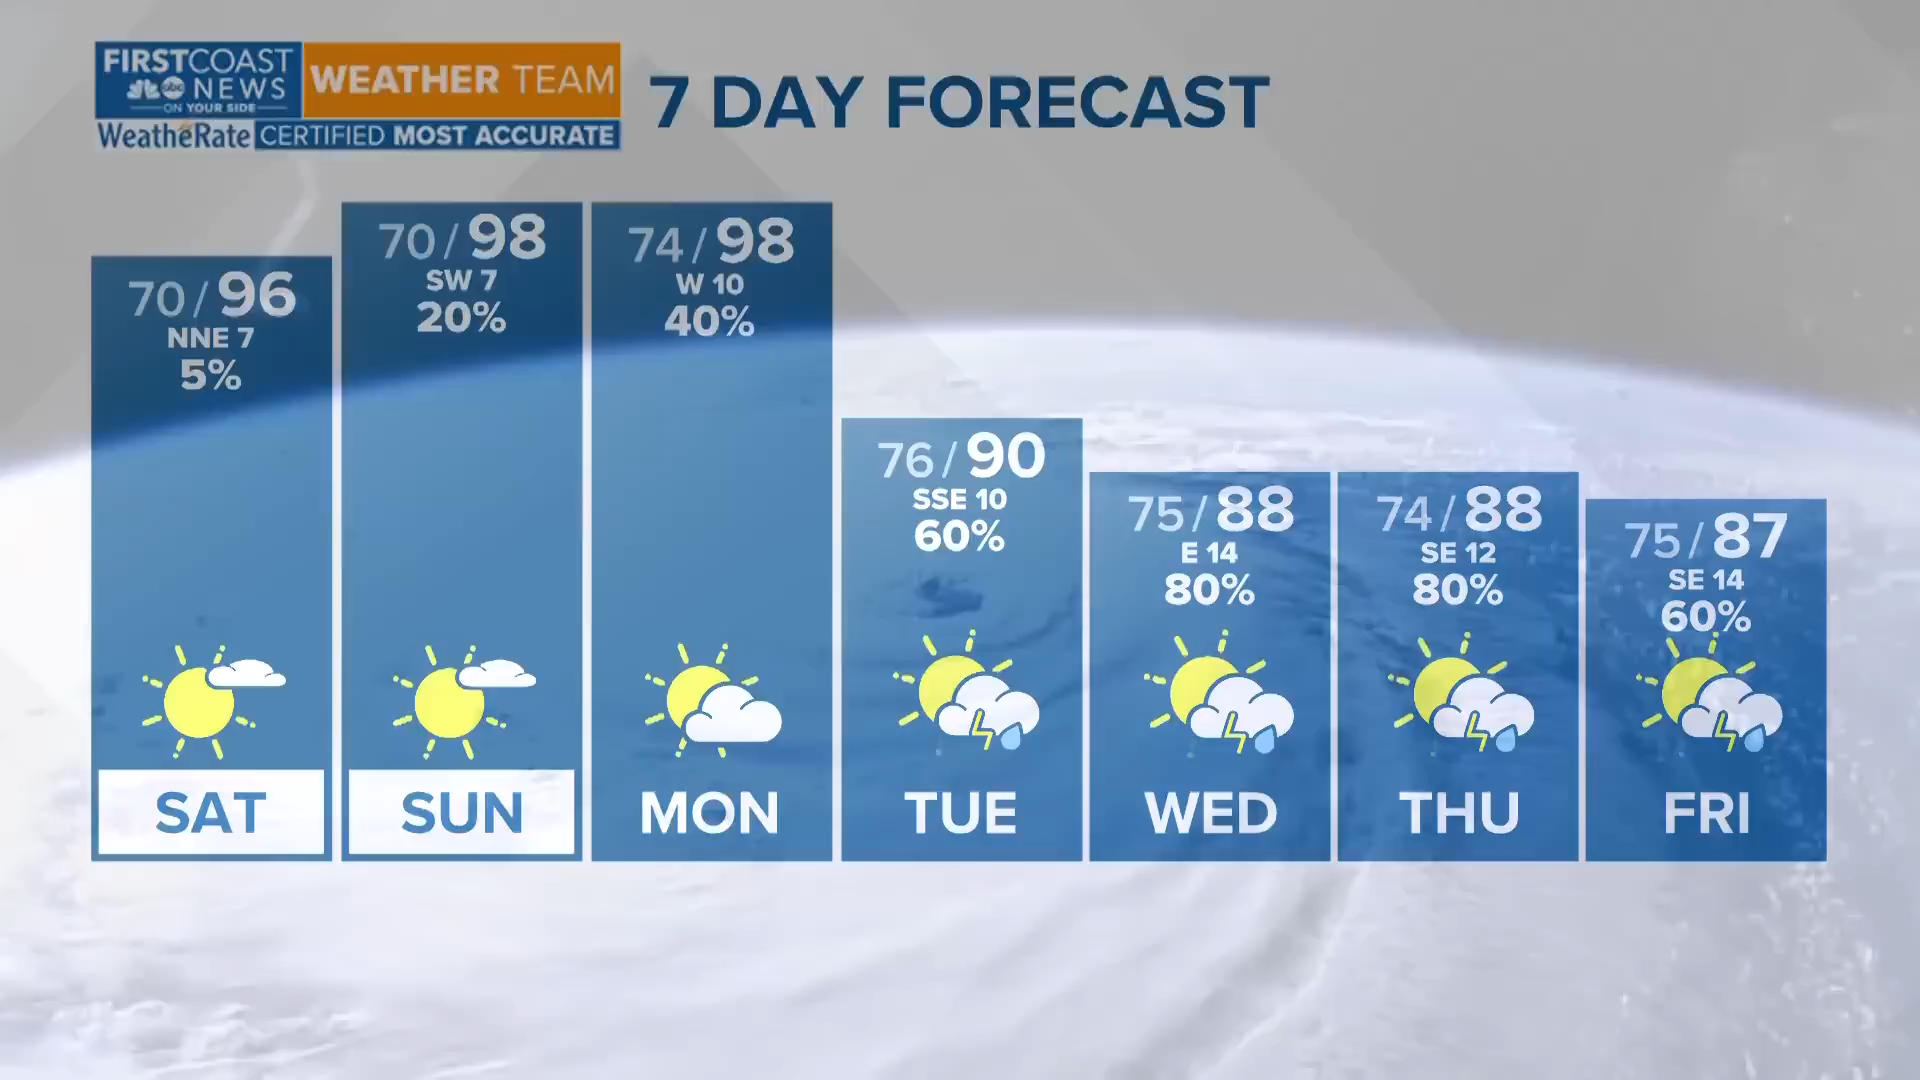 FIRSTCOAST
abc NEWS
ON YOUR SIDE
WEATHER TEAM
WeatheRate CERTIFIED MOST ACCURATE
7 DAY FORECAST
70/96
NNE 7
5%
SAT
70/98
SW 7
20%
SUN
74/98
W 10
40%
MON
76/90
SSE 10
60%
TUE
75/88
E 14
80%
WED
74/88
SE 12
80%
THU
75/87
SE 14
60%
FRI